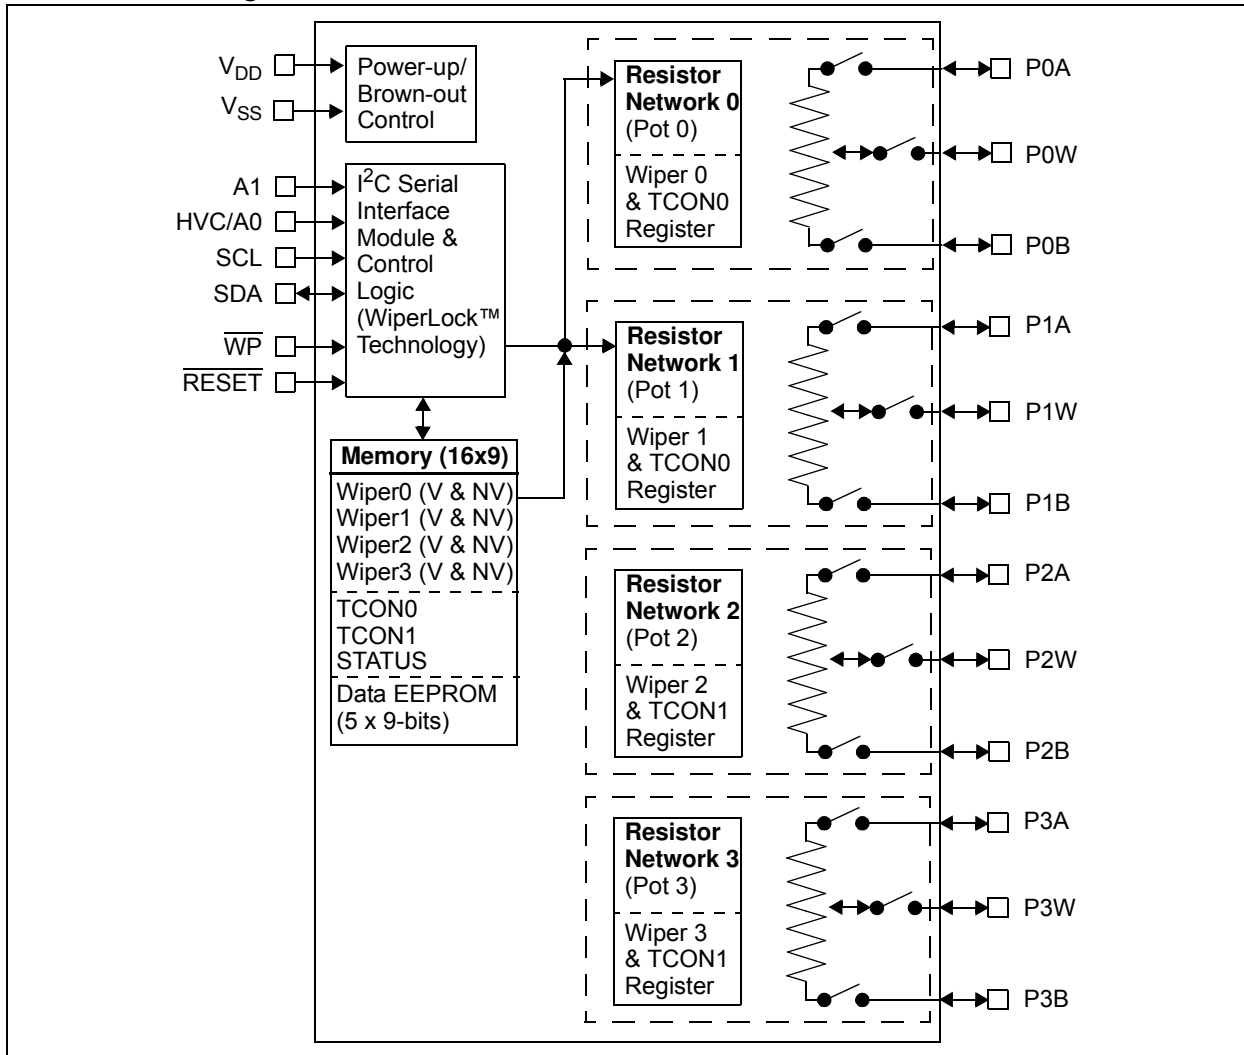 V_DD
V_SS
Power-up/
Brown-out
Control
A1
HVC/A0
SCL
SDA
WP
RESET
I²C Serial
Interface
Module &
Control
Logic
(WiperLock™
Technology)
Memory (16x9)
Wiper0 (V & NV)
Wiper1 (V & NV)
Wiper2 (V & NV)
Wiper3 (V & NV)
TCON0
TCON1
STATUS
Data EEPROM
(5 x 9-bits)
Resistor
Network 0
(Pot 0)
Wiper 0
& TCON0
Register
P0A
P0W
P0B
Resistor
Network 1
(Pot 1)
Wiper 1
& TCON0
Register
P1A
P1W
P1B
Resistor
Network 2
(Pot 2)
Wiper 2
& TCON1
Register
P2A
P2W
P2B
Resistor
Network 3
(Pot 3)
Wiper 3
& TCON1
Register
P3A
P3W
P3B